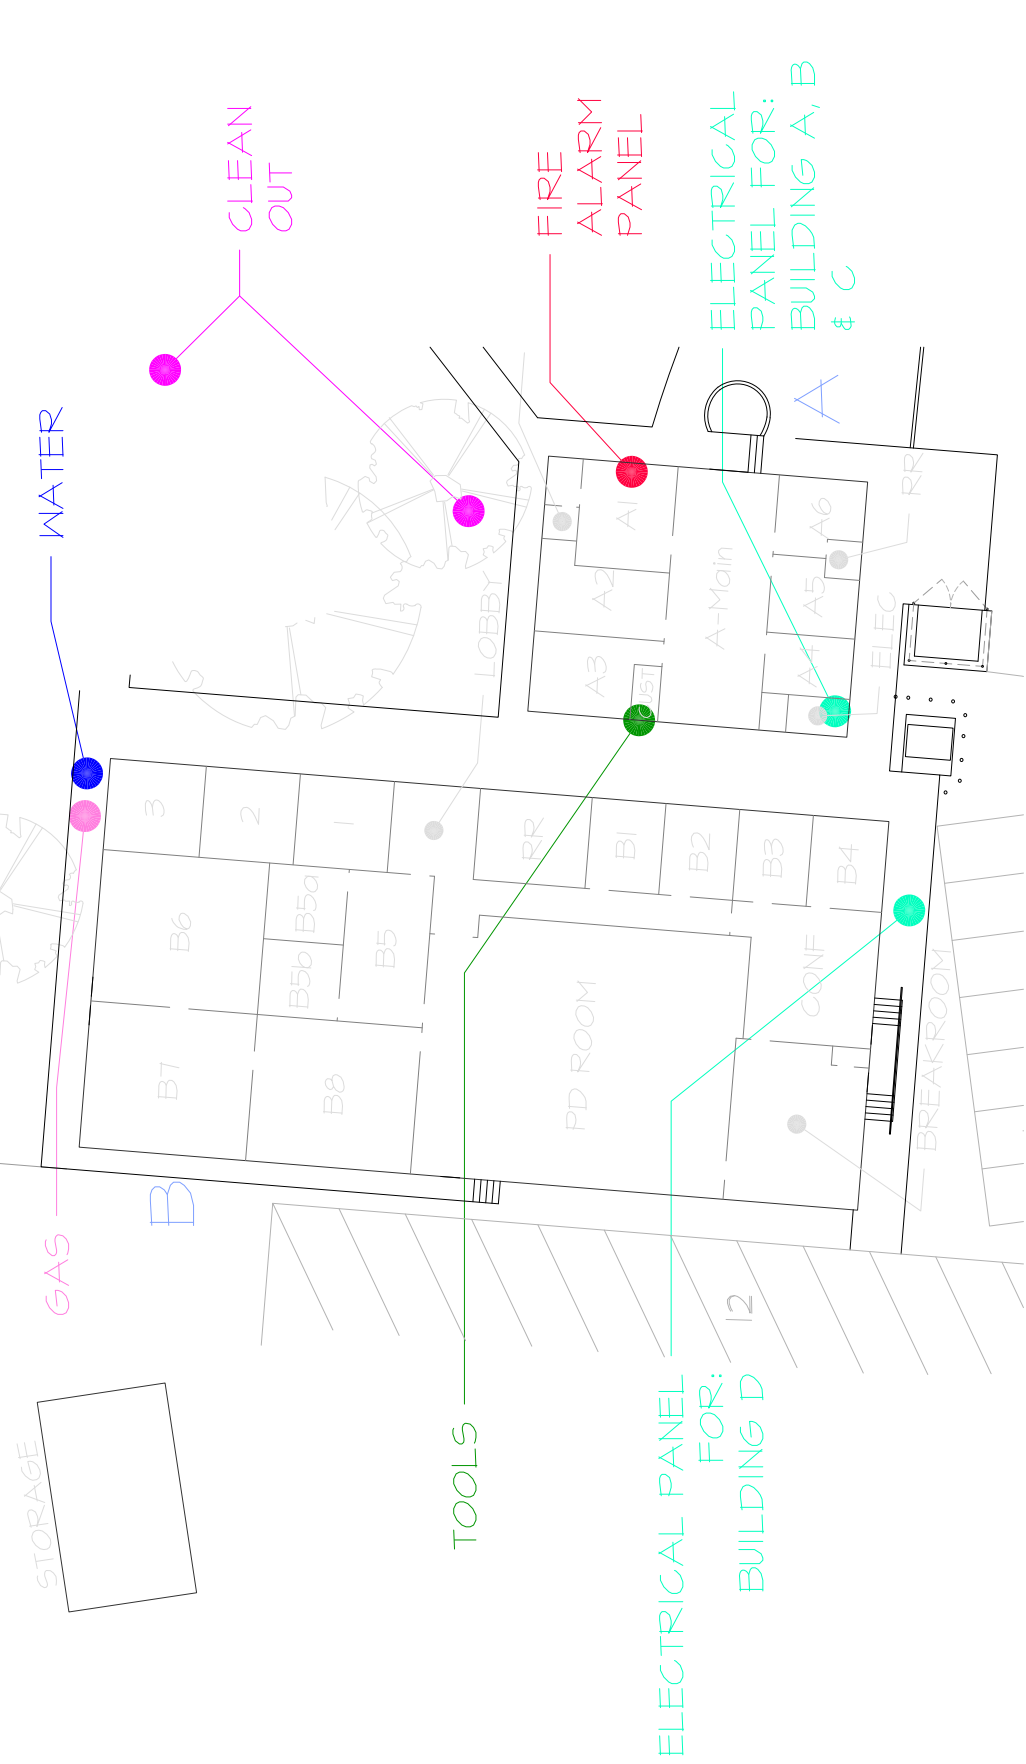 CLEAN
OUT
FIRE
ALARM
PANEL
ELECTRICAL
PANEL FOR:
BUILDING A, B
& C
WATER
A
RR
A1
A6
A2
A-Main
A5
LOBBY
A3
A4
ELEC
3
2
1
RR
B1
B2
B3
B4
B5a
B6
B5
B5b
CONF
BREAKROOM
PD ROOM
B7
B8
B
GAS
12
TOOLS
ELECTRICAL PANEL
FOR:
BUILDING D
STORAGE